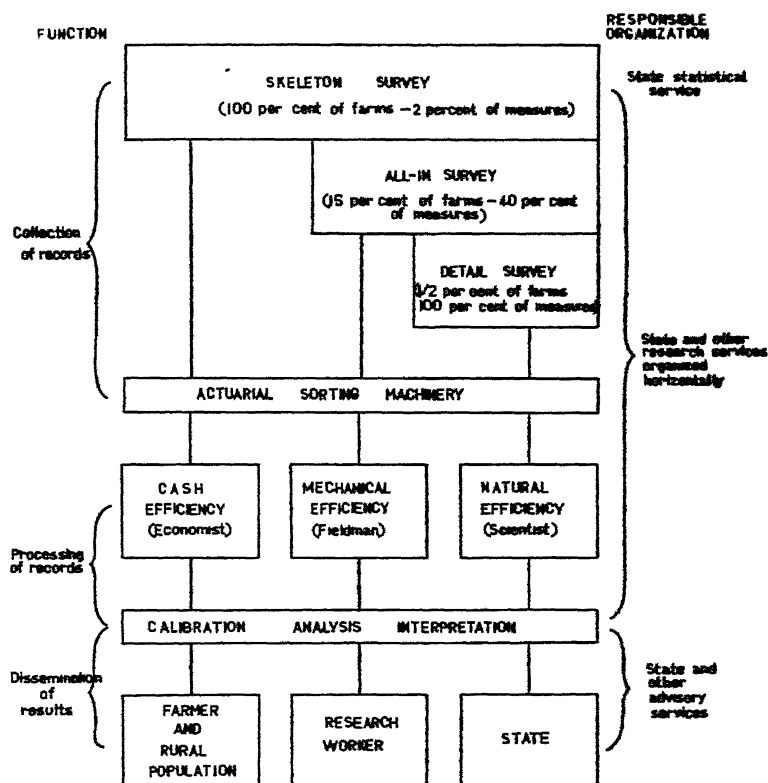 FUNCTION
RESPONSIBLE
ORGANIZATION
SKELETON SURVEY
(100 per cent of farms - 2 percent of measures)
State statistical
service
ALL-IN SURVEY
(15 per cent of farms - 40 per cent
of measures)
Collection
of records
DETAIL SURVEY
1/2 per cent of farms
100 per cent of measures)
State and other
research services
organized
horizontally
ACTUARIAL SORTING MACHINERY
CASH
EFFICIENCY
(Economist)
MECHANICAL
EFFICIENCY
(Fieldman)
NATURAL
EFFICIENCY
(Scientist)
Processing
of records
CALIBRATION ANALYSIS INTERPRETATION
Dissemination
of
results
FARMER
AND
RURAL
POPULATION
RESEARCH
WORKER
STATE
State and
other
advisory
services